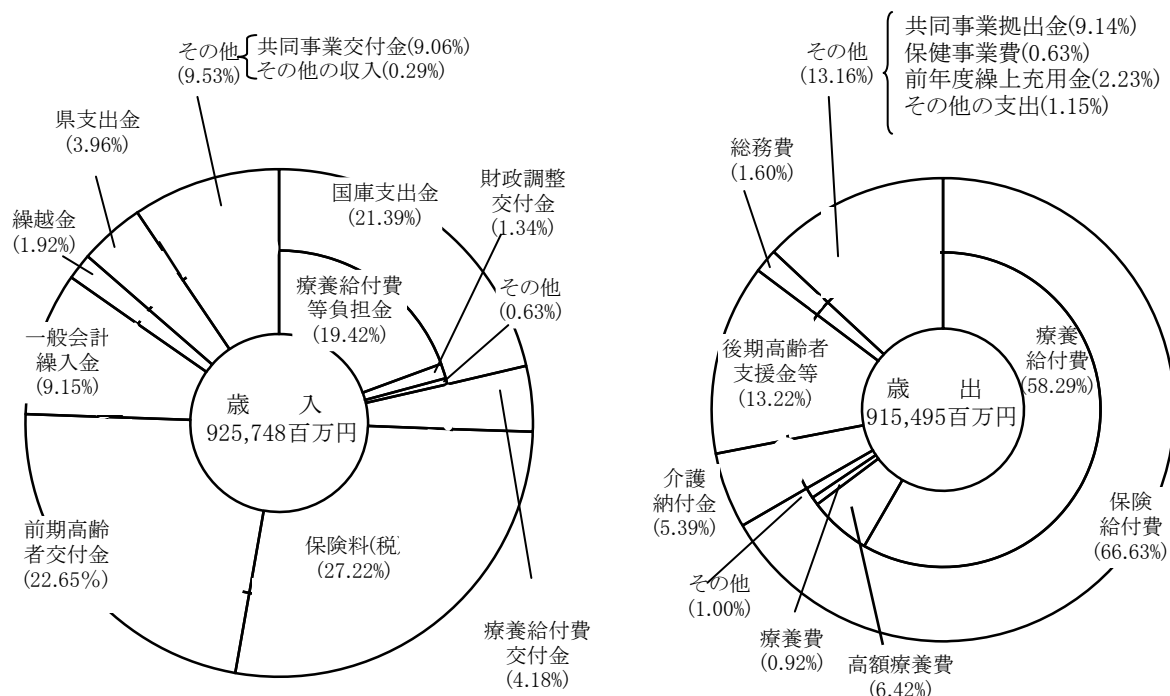 その他
(9.53%)
共同事業交付金(9.06%)
その他の収入(0.29%)
県支出金
(3.96%)
繰越金
(1.92%)
一般会計
繰入金
(9.15%)
前期高齢
者交付金
(22.65%)
国庫支出金
(21.39%)
財政調整
交付金
(1.34%)
その他
(0.63%)
療養給付費
等負担金
(19.42%)
歳 入
925,748百万円
保険料(税)
(27.22%)
療養給付費
交付金
(4.18%)
その他
(13.16%)
共同事業拠出金(9.14%)
保健事業費(0.63%)
前年度繰上充用金(2.23%)
その他の支出(1.15%)
総務費
(1.60%)
後期高齢者
支援金等
(13.22%)
介護
納付金
(5.39%)
療養
給付費
(58.29%)
歳 出
915,495百万円
保険
給付費
(66.63%)
その他
(1.00%)
療養費
(0.92%)
高額療養費
(6.42%)